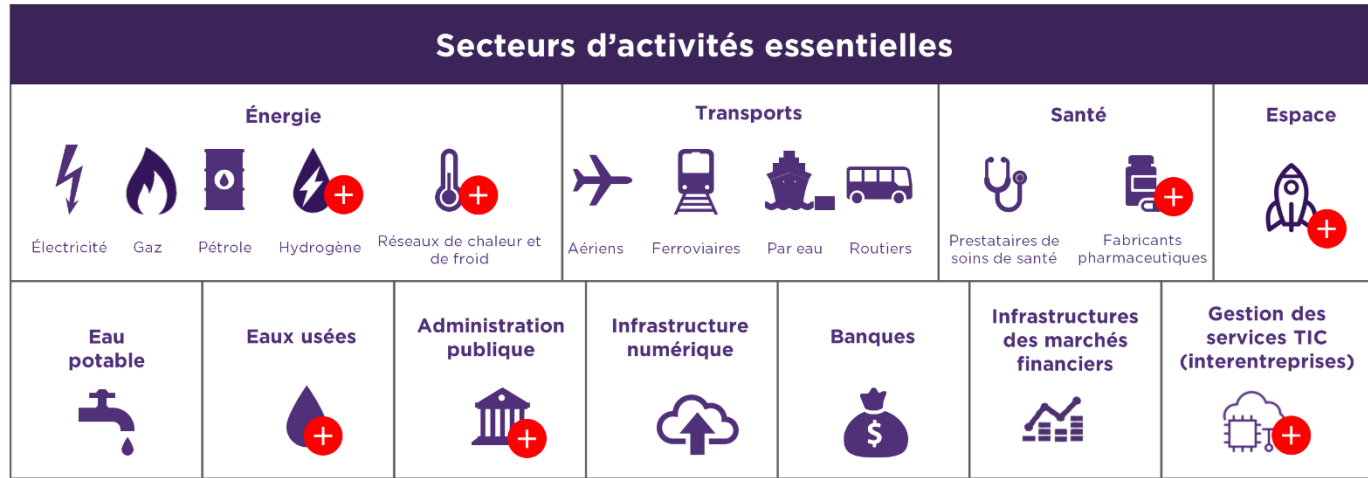 Secteurs d’activités essentielles
Énergie
Électricité
Gaz
Pétrole
Hydrogène
Réseaux de chaleur et
de froid
Transports
Aériens
Ferroviaires
Par eau
Routiers
Santé
Prestataires de
soins de santé
Fabricants
pharmaceutiques
Espace
Eau
potable
Eaux usées
Administration
publique
Infrastructure
numérique
Banques
$
Infrastructures
des marchés
financiers
Gestion des
services TIC
(interentreprises)